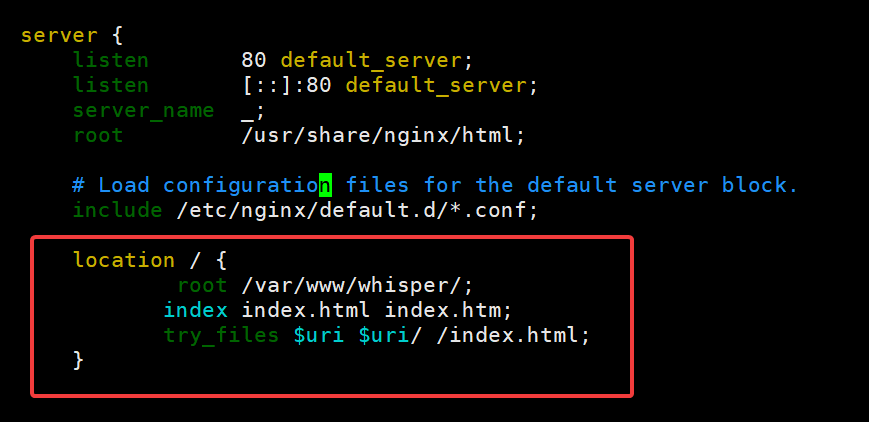 server {
    listen       80 default_server;
    listen       [::]:80 default_server;
    server_name  _;
    root         /usr/share/nginx/html;
    # Load configuration files for the default server block.
    include /etc/nginx/default.d/*.conf;
    location / {
            root /var/www/whisper/;
           index index.html index.htm;
           try_files $uri $uri/ /index.html;
    }